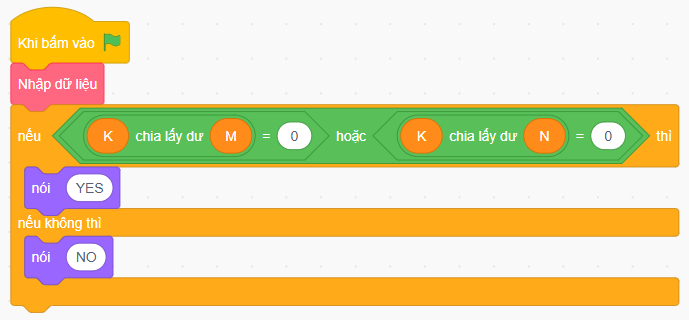 Khi bấm vào
Nhập dữ liệu
nếu K chia lấy dư M = 0 hoặc K chia lấy dư N = 0 thì
nói YES
nếu không thì
nói NO